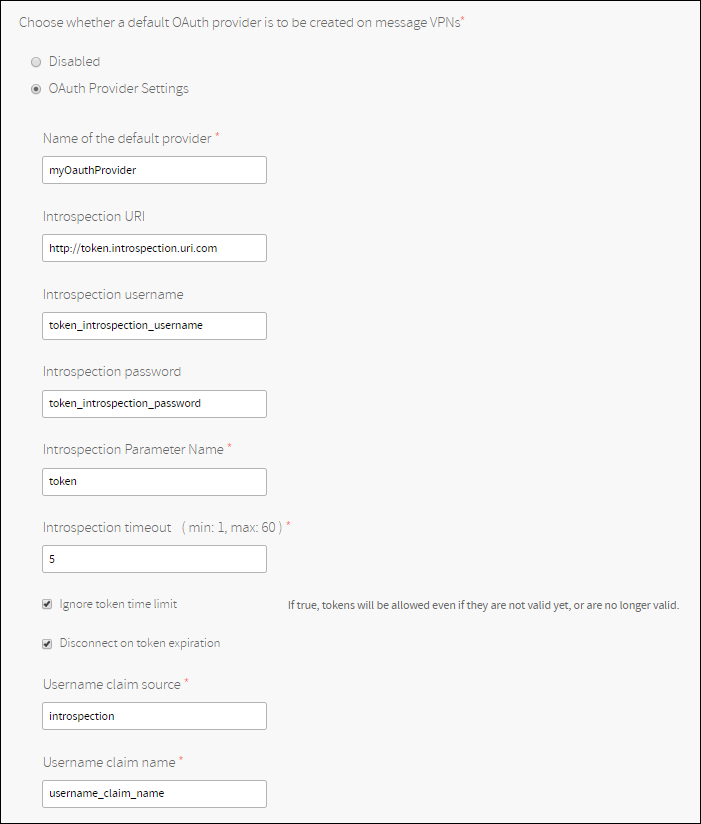 Choose whether a default OAuth provider is to be created on message VPNs*
Disabled
OAuth Provider Settings
Name of the default provider *
myOauthProvider
Introspection URI
http://token.introspection.uri.com
Introspection username
token_introspection_username
Introspection password
token_introspection_password
Introspection Parameter Name *
token
Introspection timeout ( min: 1, max: 60 ) *
5
Ignore token time limit If true, tokens will be allowed even if they are not valid yet, or are no longer valid.
Disconnect on token expiration
Username claim source *
introspection
Username claim name *
username_claim_name